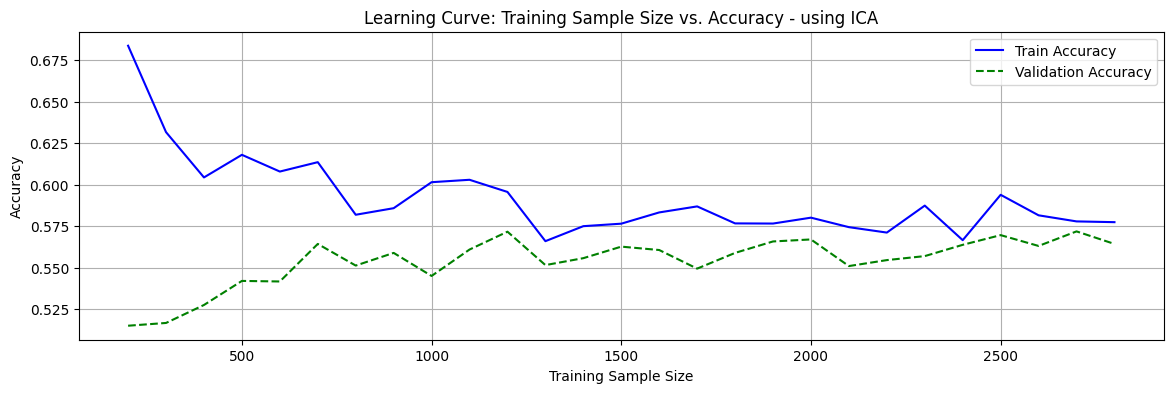 Learning Curve: Training Sample Size vs. Accuracy - using ICA
Train Accuracy
Validation Accuracy
Accuracy
0.675
0.650
0.625
0.600
0.575
0.550
0.525
500
1000
1500
2000
2500
Training Sample Size